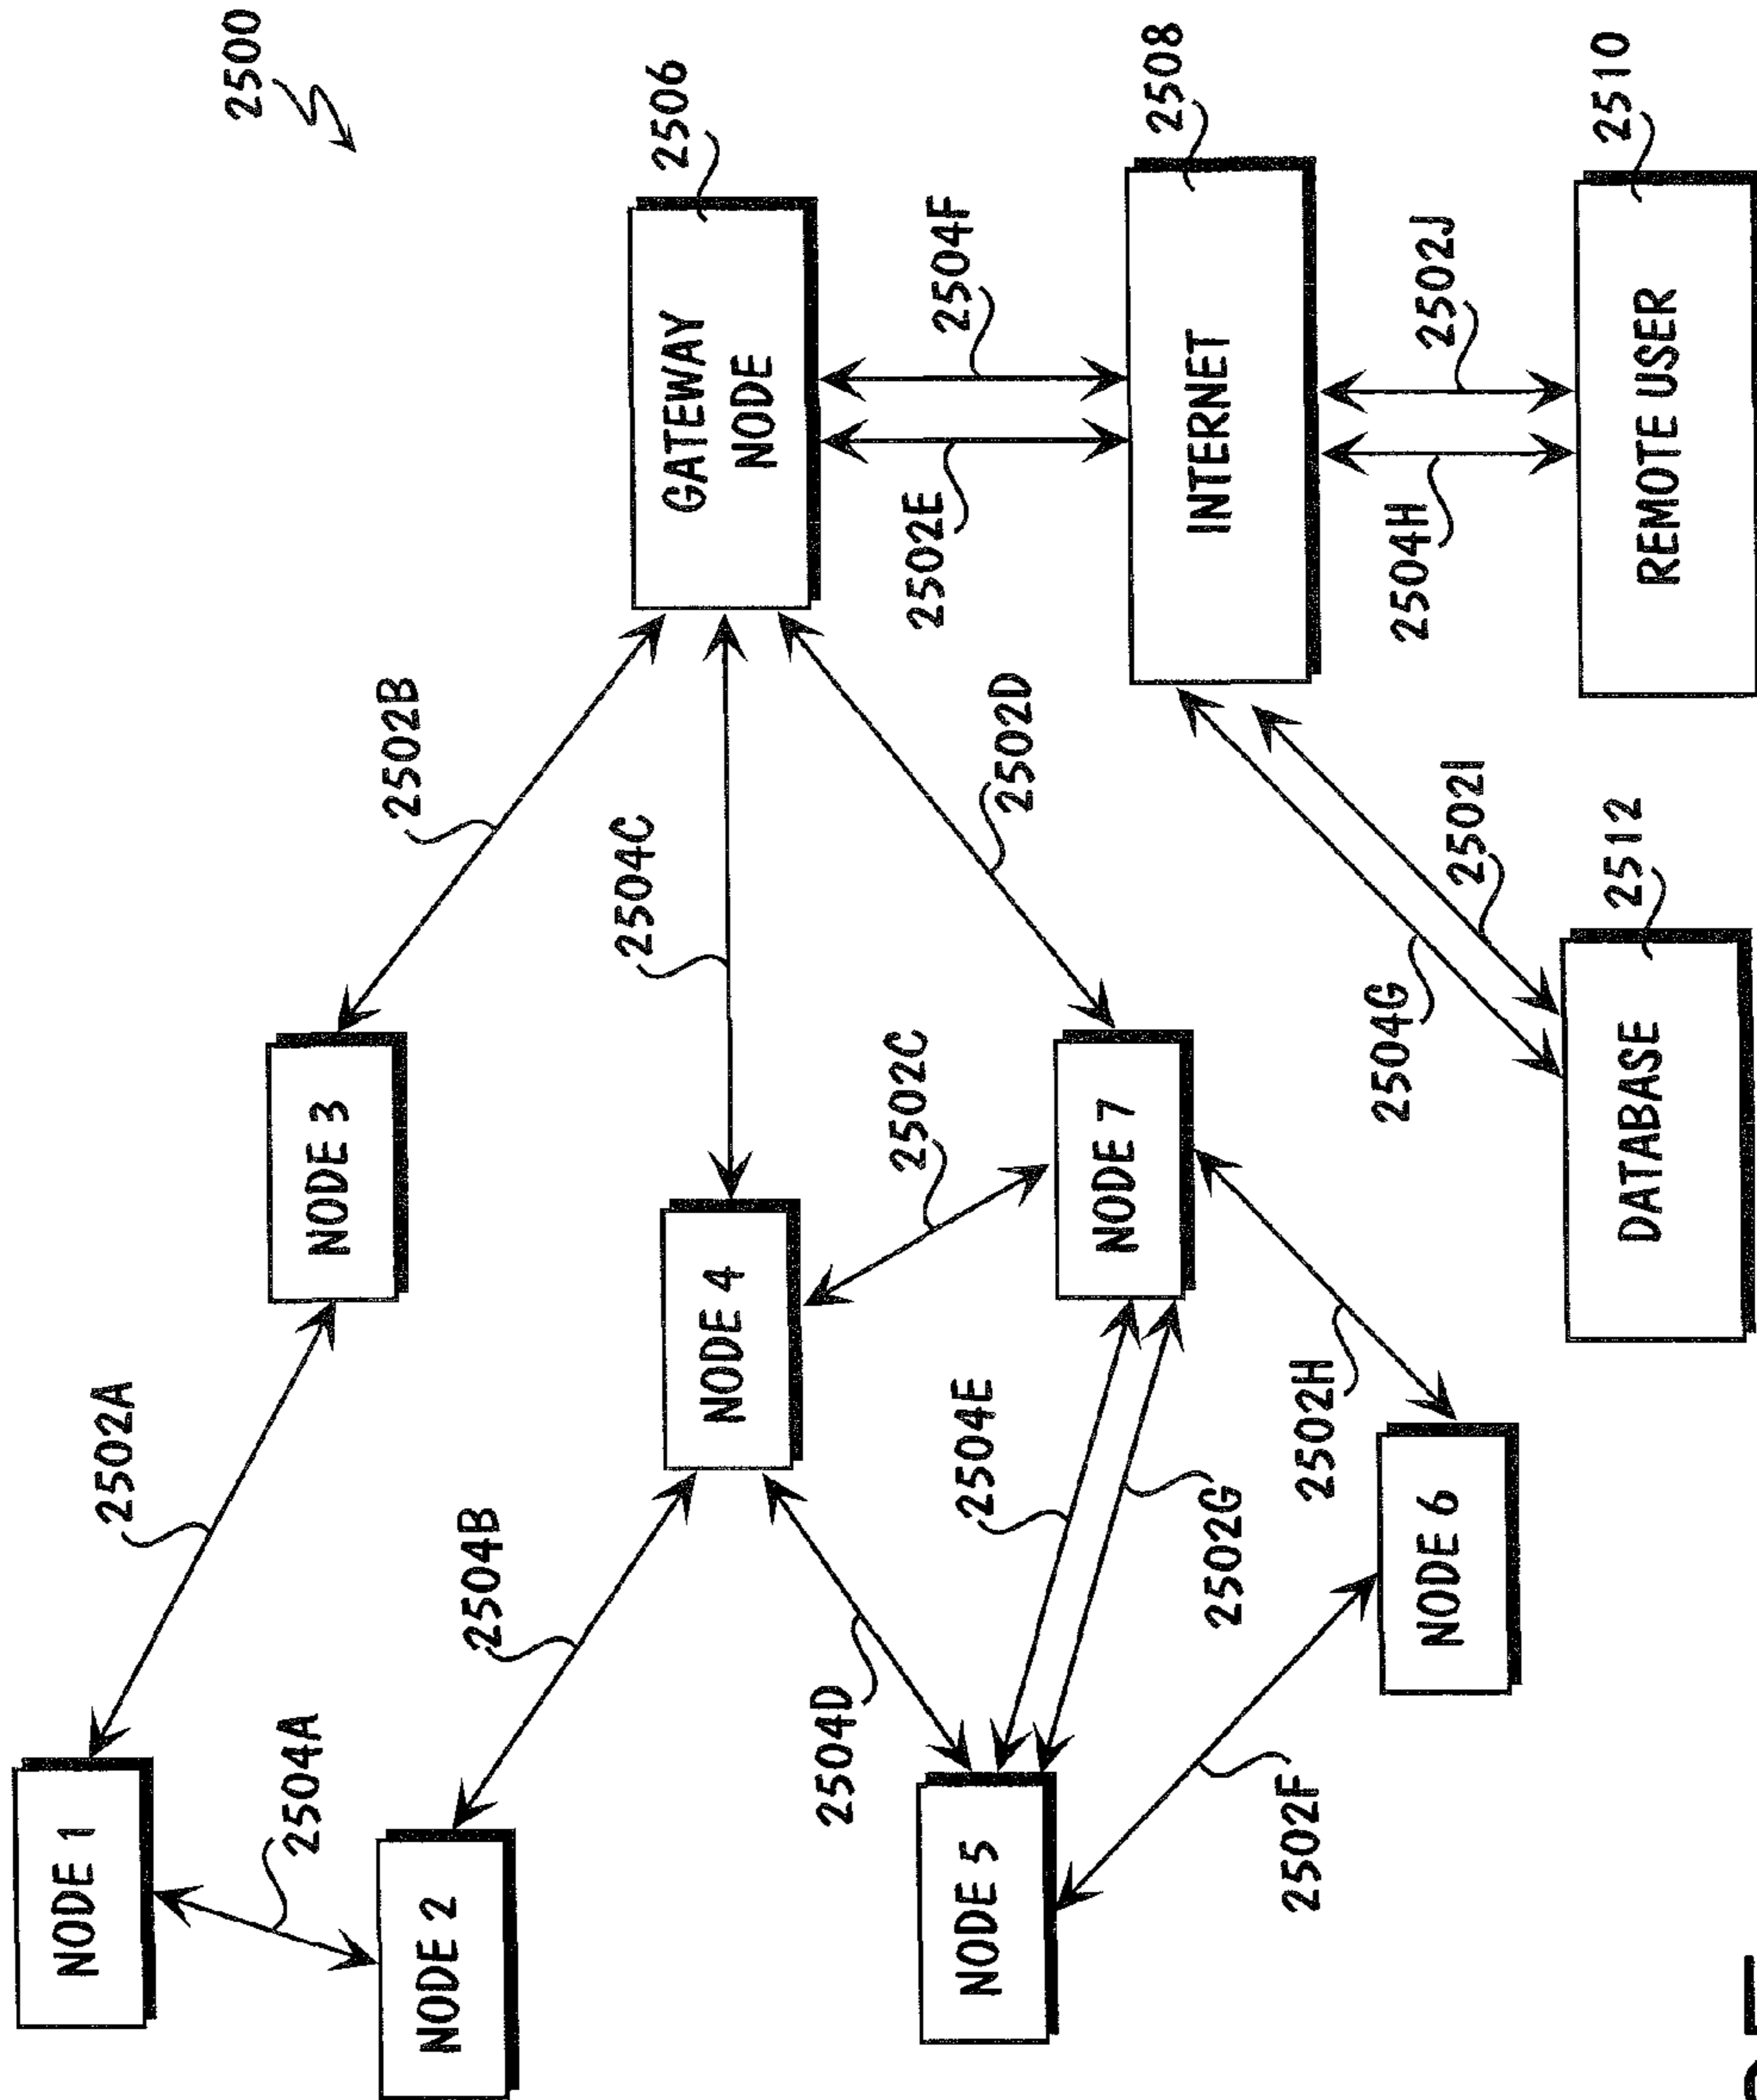 2500
NODE 1
2502A
NODE 3
2502B
GATEWAY
NODE
2506
2504A
NODE 2
2504B
NODE 4
2504C
2502E
2504F
2504D
2502C
2502D
NODE 5
2504E
2502G
NODE 7
INTERNET
2508
2502F
NODE 6
2502H
2504G
2502I
2504H
2502J
DATABASE
2512
REMOTE USER
2510